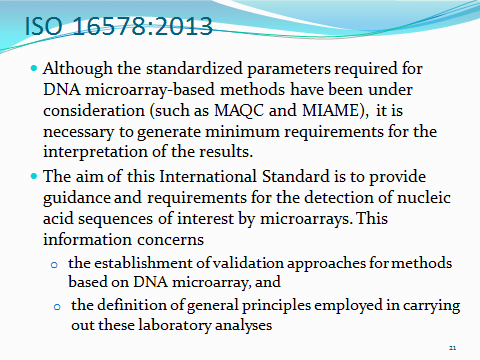 ISO 16578:2013
• Although the standardized parameters required for
DNA microarray-based methods have been under
consideration (such as MAQC and MIAME), it is
necessary to generate minimum requirements for the
interpretation of the results.
• The aim of this International Standard is to provide
guidance and requirements for the detection of nucleic
acid sequences of interest by microarrays. This
information concerns
o the establishment of validation approaches for methods
based on DNA microarray, and
o the definition of general principles employed in carrying
out these laboratory analyses
21